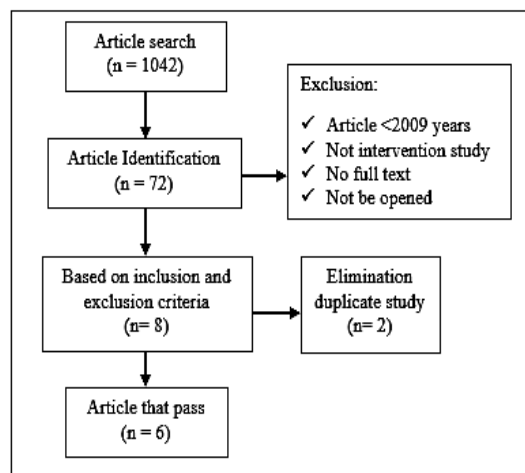 Article search
(n = 1042)
Exclusion:
✓ Article <2009 years
✓ Not intervention study
✓ No full text
✓ Not be opened
Article Identification
(n = 72)
Based on inclusion and
exclusion criteria
(n= 8)
Elimination
duplicate study
(n= 2)
Article that pass
(n = 6)